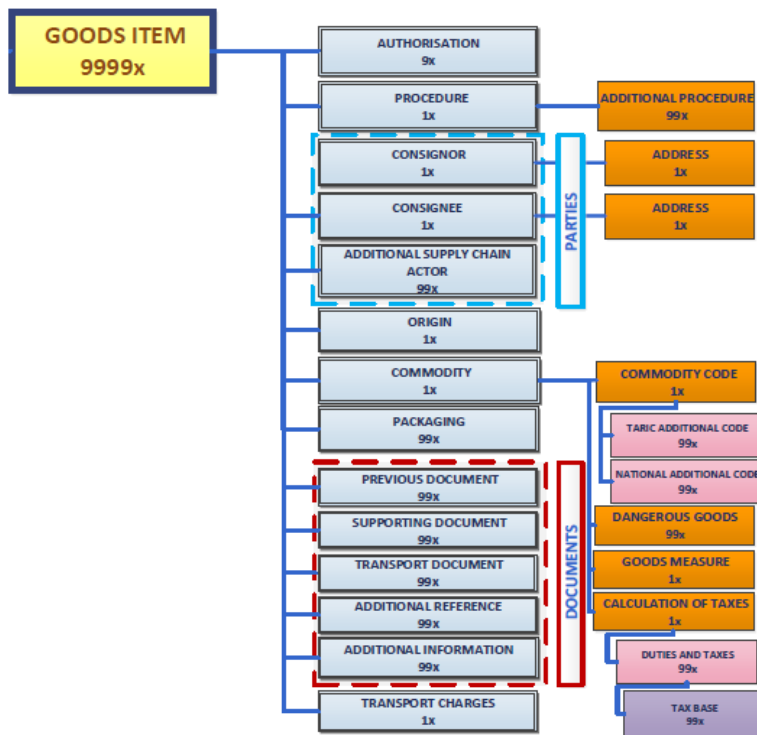 GOODS ITEM
9999x
AUTHORISATION
9x
PROCEDURE
1x
ADDITIONAL PROCEDURE
99x
CONSIGNOR
1x
ADDRESS
1x
CONSIGNEE
1x
ADDRESS
1x
ADDITIONAL SUPPLY CHAIN
ACTOR
99x
PARTIES
ORIGIN
1x
COMMODITY
1x
COMMODITY CODE
1x
TARIC ADDITIONAL CODE
99x
NATIONAL ADDITIONAL CODE
99x
DANGEROUS GOODS
99x
GOODS MEASURE
1x
CALCULATION OF TAXES
1x
DUTIES AND TAXES
99x
TAX BASE
99x
PACKAGING
99x
PREVIOUS DOCUMENT
99x
SUPPORTING DOCUMENT
99x
TRANSPORT DOCUMENT
99x
ADDITIONAL REFERENCE
99x
ADDITIONAL INFORMATION
99x
DOCUMENTS
TRANSPORT CHARGES
1x